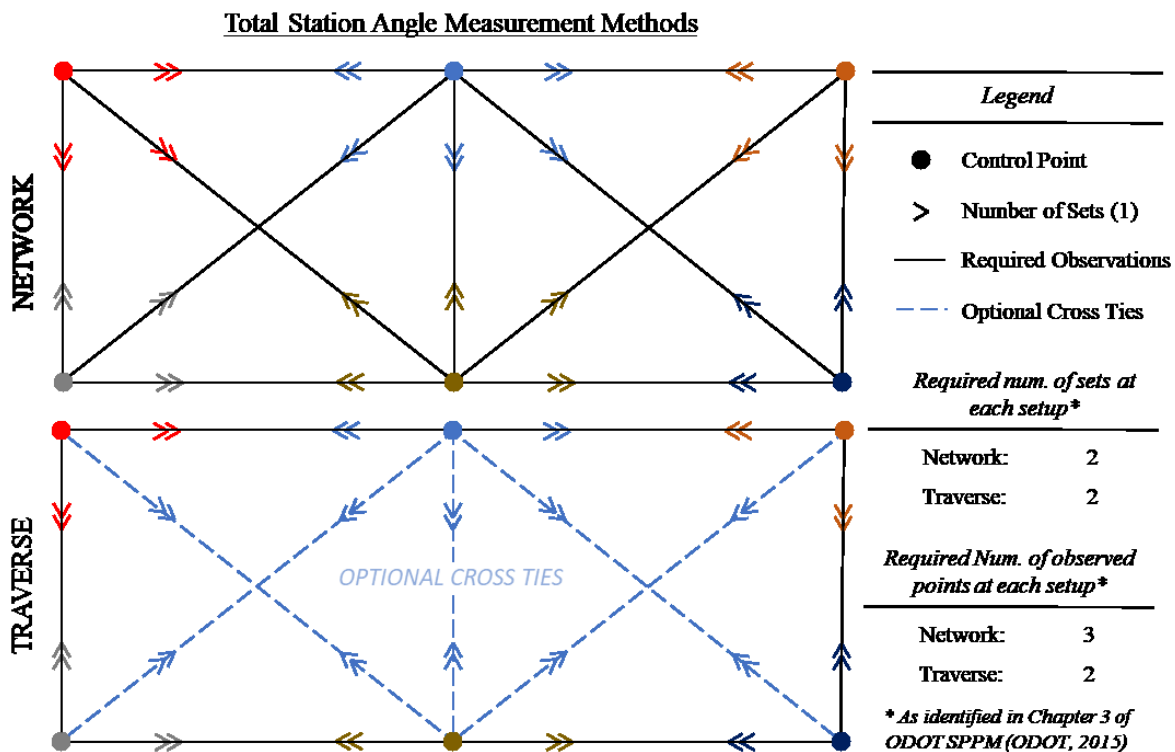 Total Station Angle Measurement Methods
NETWORK
Legend
Control Point
Number of Sets (1)
Required Observations
Optional Cross Ties
Required num. of sets at
each setup*
Network: 2
Traverse: 2
TRAVERSE
OPTIONAL CROSS TIES
Required Num. of observed
points at each setup*
Network: 3
Traverse: 2
* As identified in Chapter 3 of
ODOT SPPM (ODOT, 2015)